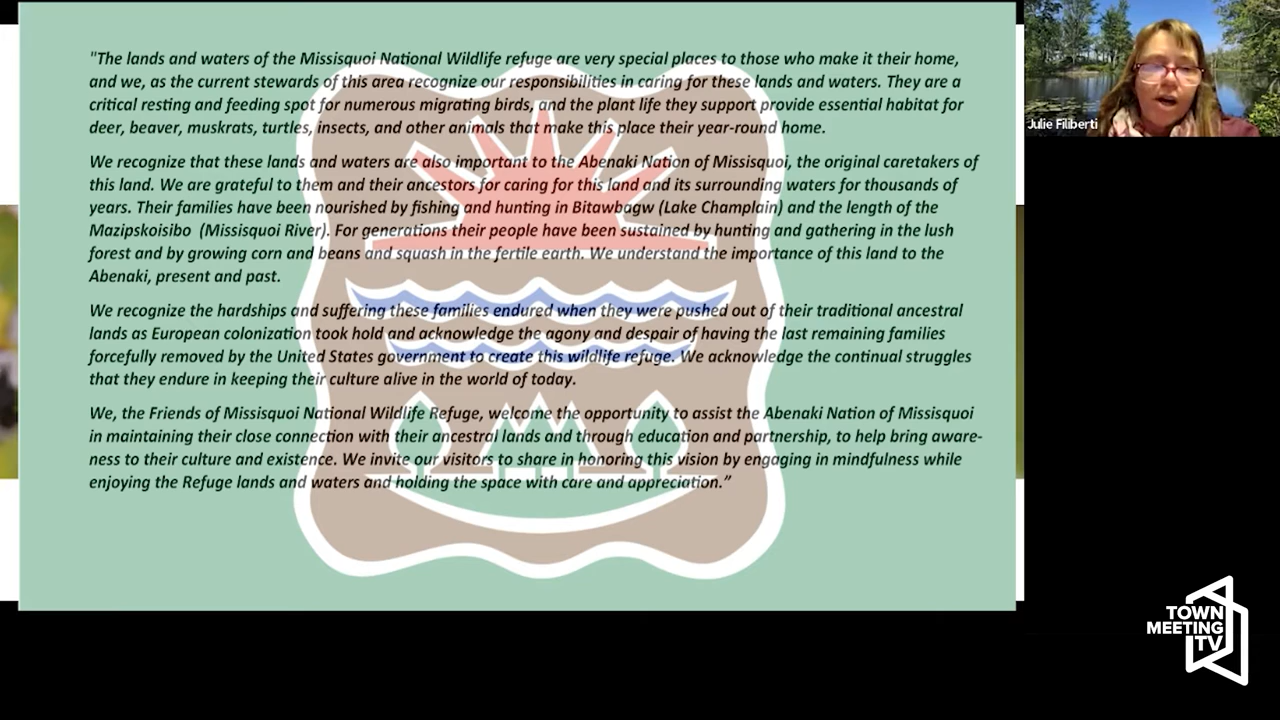 "The lands and waters of the Missisquoi National Wildlife refuge are very special places to those who make it their home,
and we, as the current stewards of this area recognize our responsibilities in caring for these lands and waters. They are a
critical resting and feeding spot for numerous migrating birds, and the plant life they support provide essential habitat for
deer, beaver, muskrats, turtles, insects, and other animals that make this place their year-round home.
We recognize that these lands and waters are also important to the Abenaki Nation of Missisquoi, the original caretakers of
this land. We are grateful to them and their ancestors for caring for this land and its surrounding waters for thousands of
years. Their families have been nourished by fishing and hunting in Bitawbagw (Lake Champlain) and the length of the
Mazipskoisibo (Missisquoi River). For generations their people have been sustained by hunting and gathering in the lush
forest and by growing corn and beans and squash in the fertile earth. We understand the importance of this land to the
Abenaki, present and past.
We recognize the hardships and suffering these families endured when they were pushed out of their traditional ancestral
lands as European colonization took hold and acknowledge the agony and despair of having the last remaining families
forcefully removed by the United States government to create this wildlife refuge. We acknowledge the continual struggles
that they endure in keeping their culture alive in the world of today.
We, the Friends of Missisquoi National Wildlife Refuge, welcome the opportunity to assist the Abenaki Nation of Missisquoi
in maintaining their close connection with their ancestral lands and through education and partnership, to help bring aware-
ness to their culture and existence. We invite our visitors to share in honoring this vision by engaging in mindfulness while
enjoying the Refuge lands and waters and holding the space with care and appreciation.”
Julie Filiberti
TOWN
MEETING
TV